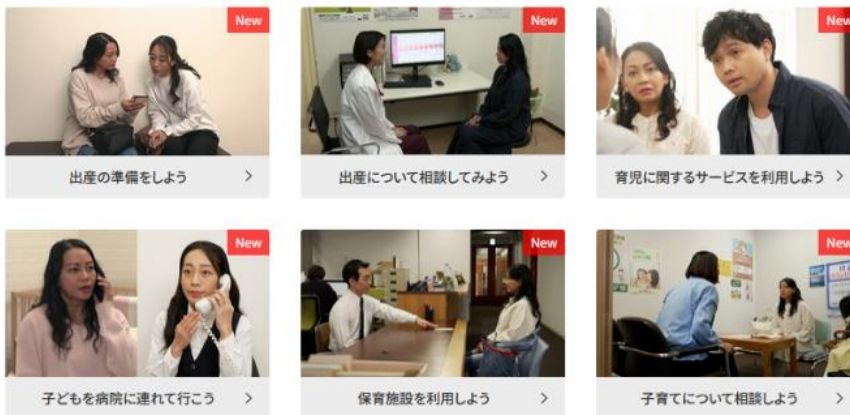 New
New
New
出産の準備をしよう
出産について相談してみよう
育児に関するサービスを利用しよう
New
New
New
子どもを病院に連れて行こう
保育施設を利用しよう
子育てについて相談しよう